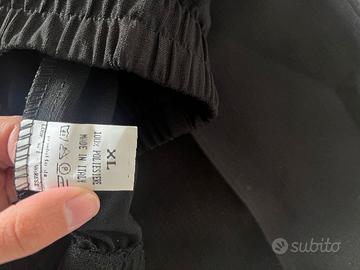 XL
100% POLIESTERE
MADE IN ITALY
subito